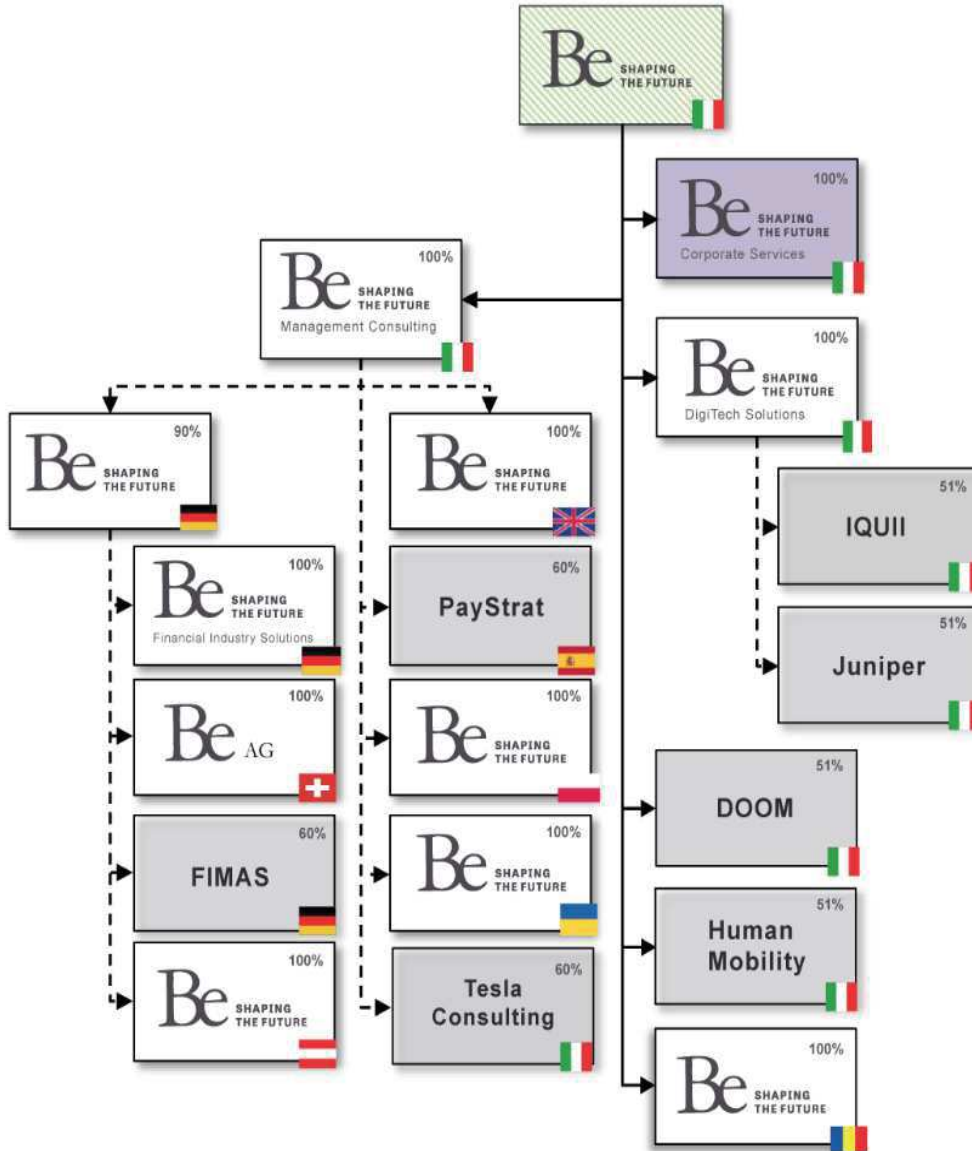 Be SHAPING
THE FUTURE
100%
Be SHAPING
THE FUTURE
Corporate Services
100%
Be SHAPING
THE FUTURE
Management Consulting
100%
Be SHAPING
THE FUTURE
DigiTech Solutions
90%
Be SHAPING
THE FUTURE
100%
Be SHAPING
THE FUTURE
51%
IQUII
100%
Be SHAPING
THE FUTURE
Financial Industry Solutions
60%
PayStrat
51%
Juniper
100%
Be AG
100%
Be SHAPING
THE FUTURE
51%
DOOM
60%
FIMAS
100%
Be SHAPING
THE FUTURE
51%
Human
Mobility
100%
Be SHAPING
THE FUTURE
60%
Tesla
Consulting
100%
Be SHAPING
THE FUTURE